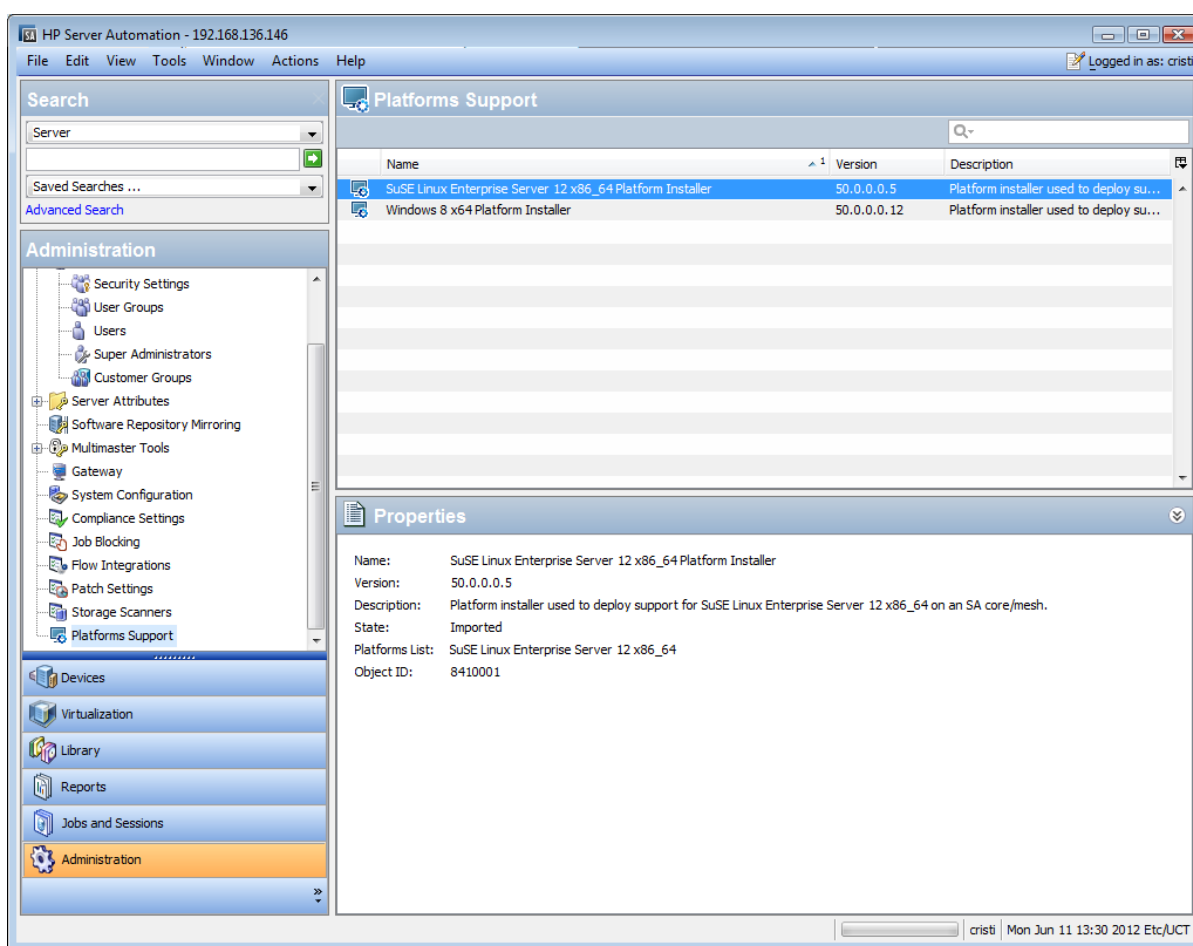 HP Server Automation - 192.168.136.146
File Edit View Tools Window Actions Help
Logged in as: cristi
Search
Server
Saved Searches ...
Advanced Search
Administration
Security Settings
User Groups
Users
Super Administrators
Customer Groups
Server Attributes
Software Repository Mirroring
Multimaster Tools
Gateway
System Configuration
Compliance Settings
Job Blocking
Flow Integrations
Patch Settings
Storage Scanners
Platforms Support
Devices
Virtualization
Library
Reports
Jobs and Sessions
Administration
Platforms Support
Name 1 Version Description
SuSE Linux Enterprise Server 12 x86_64 Platform Installer 50.0.0.0.5 Platform installer used to deploy su...
Windows 8 x64 Platform Installer 50.0.0.0.12 Platform installer used to deploy su...
Properties
Name: SuSE Linux Enterprise Server 12 x86_64 Platform Installer
Version: 50.0.0.0.5
Description: Platform installer used to deploy support for SuSE Linux Enterprise Server 12 x86_64 on an SA core/mesh.
State: Imported
Platforms List: SuSE Linux Enterprise Server 12 x86_64
Object ID: 8410001
cristi Mon Jun 11 13:30 2012 Etc/UCT